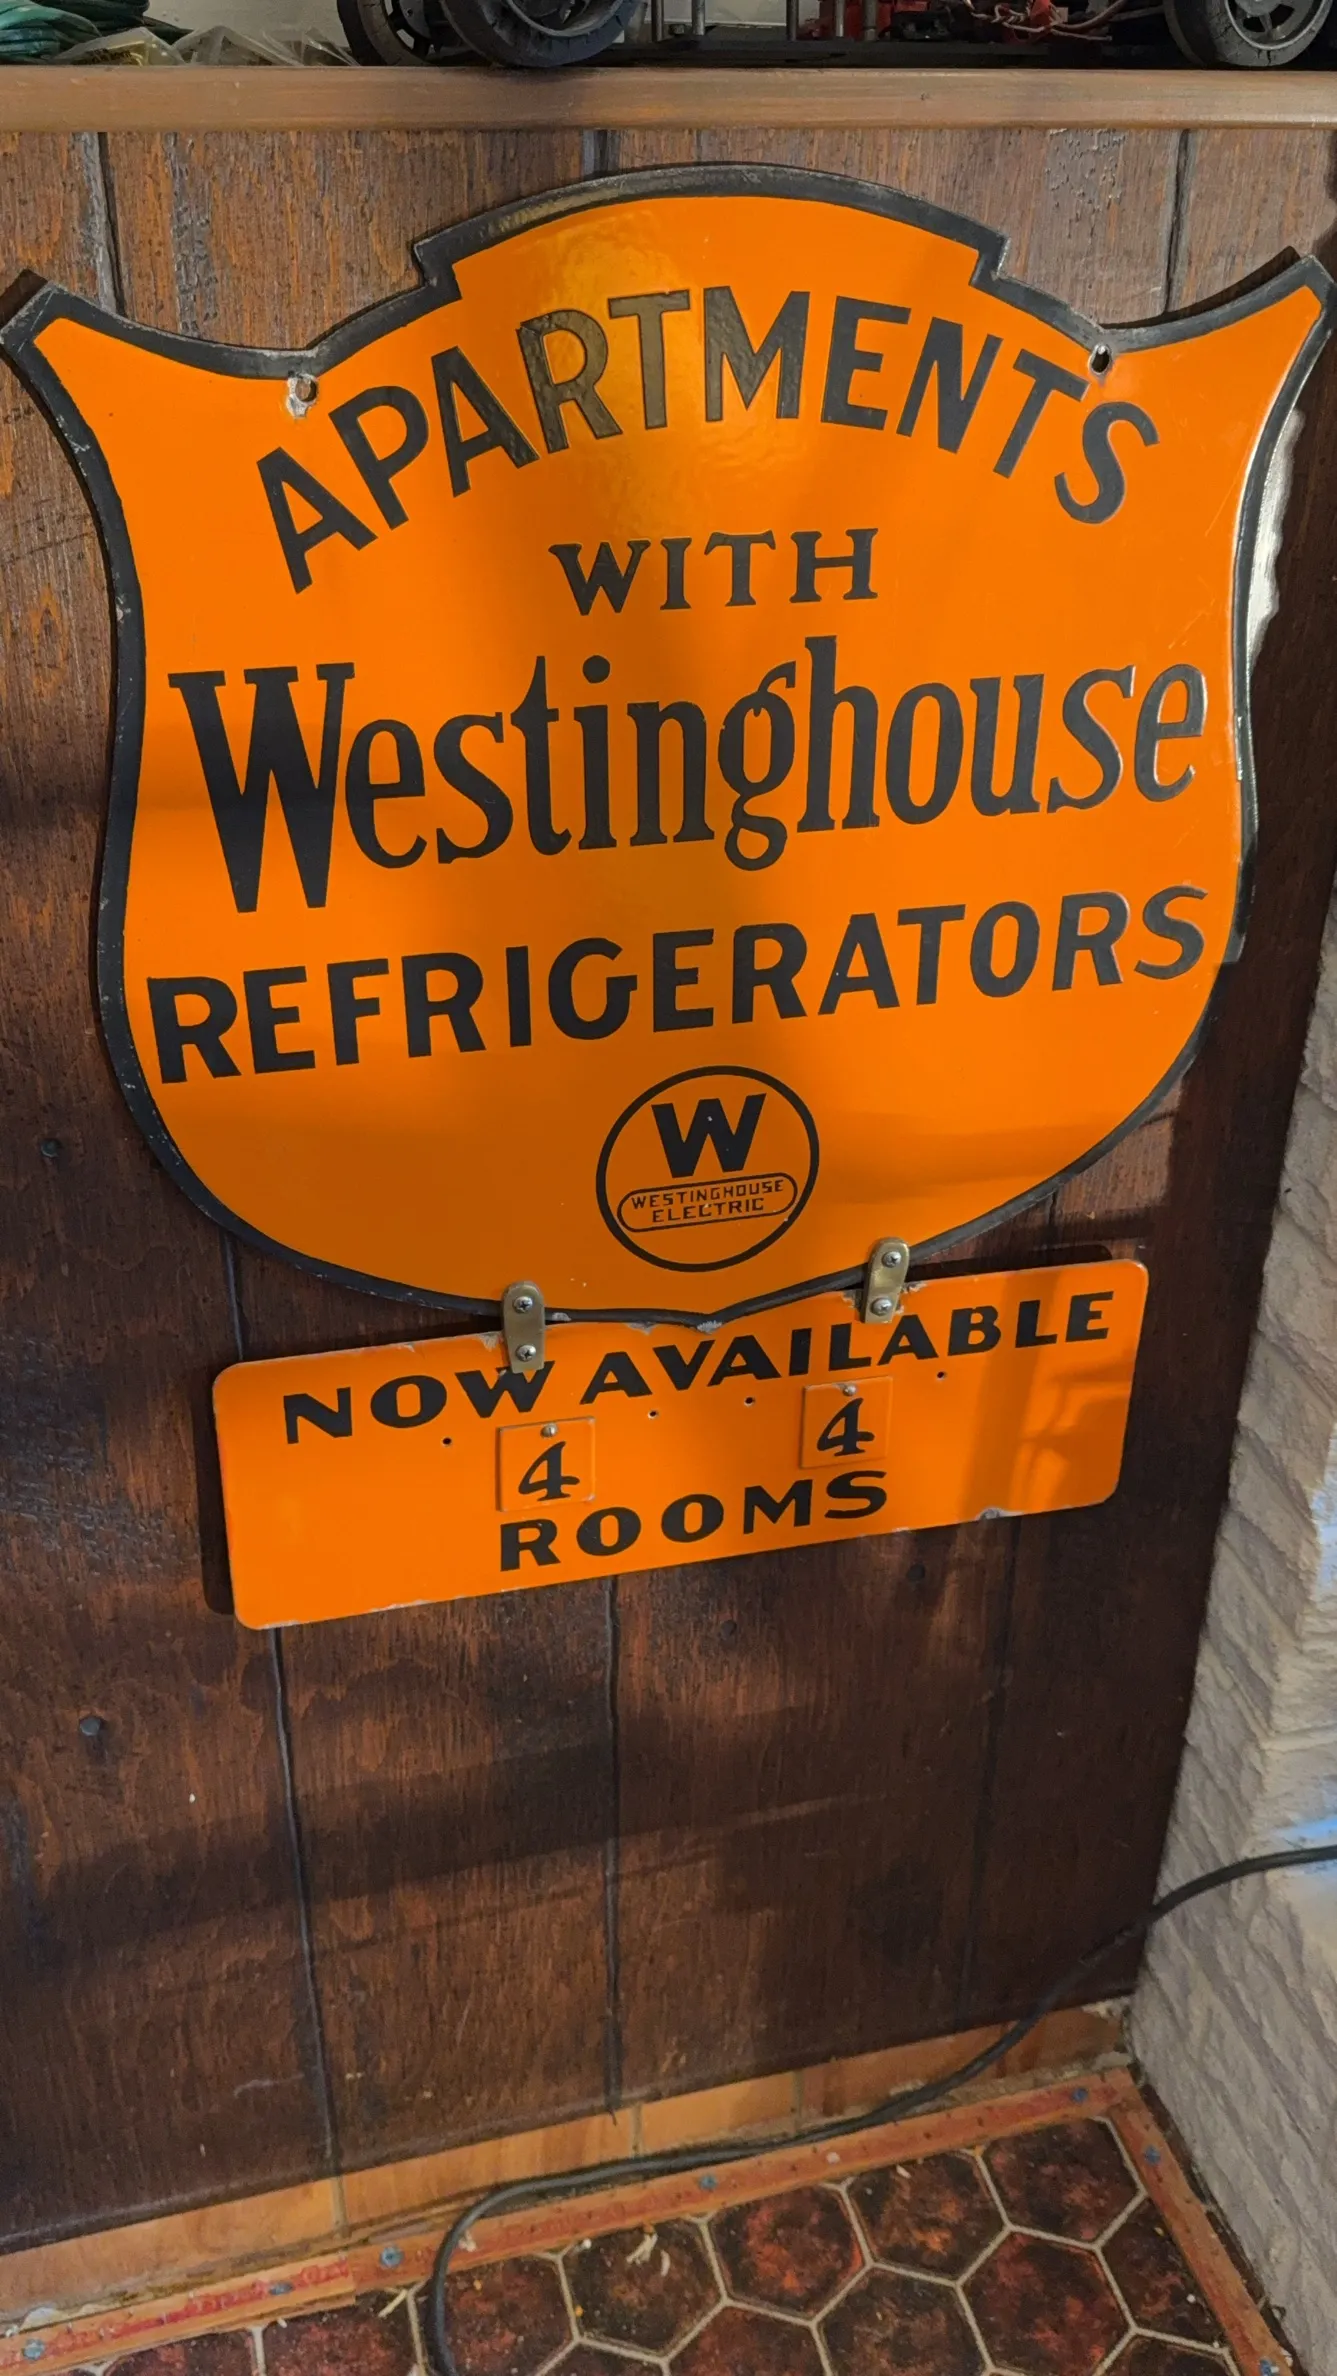 APARTMENTS
WITH
Westinghouse
REFRIGERATORS
W
WESTINGHOUSE
ELECTRIC
NOW AVAILABLE
4 4
ROOMS